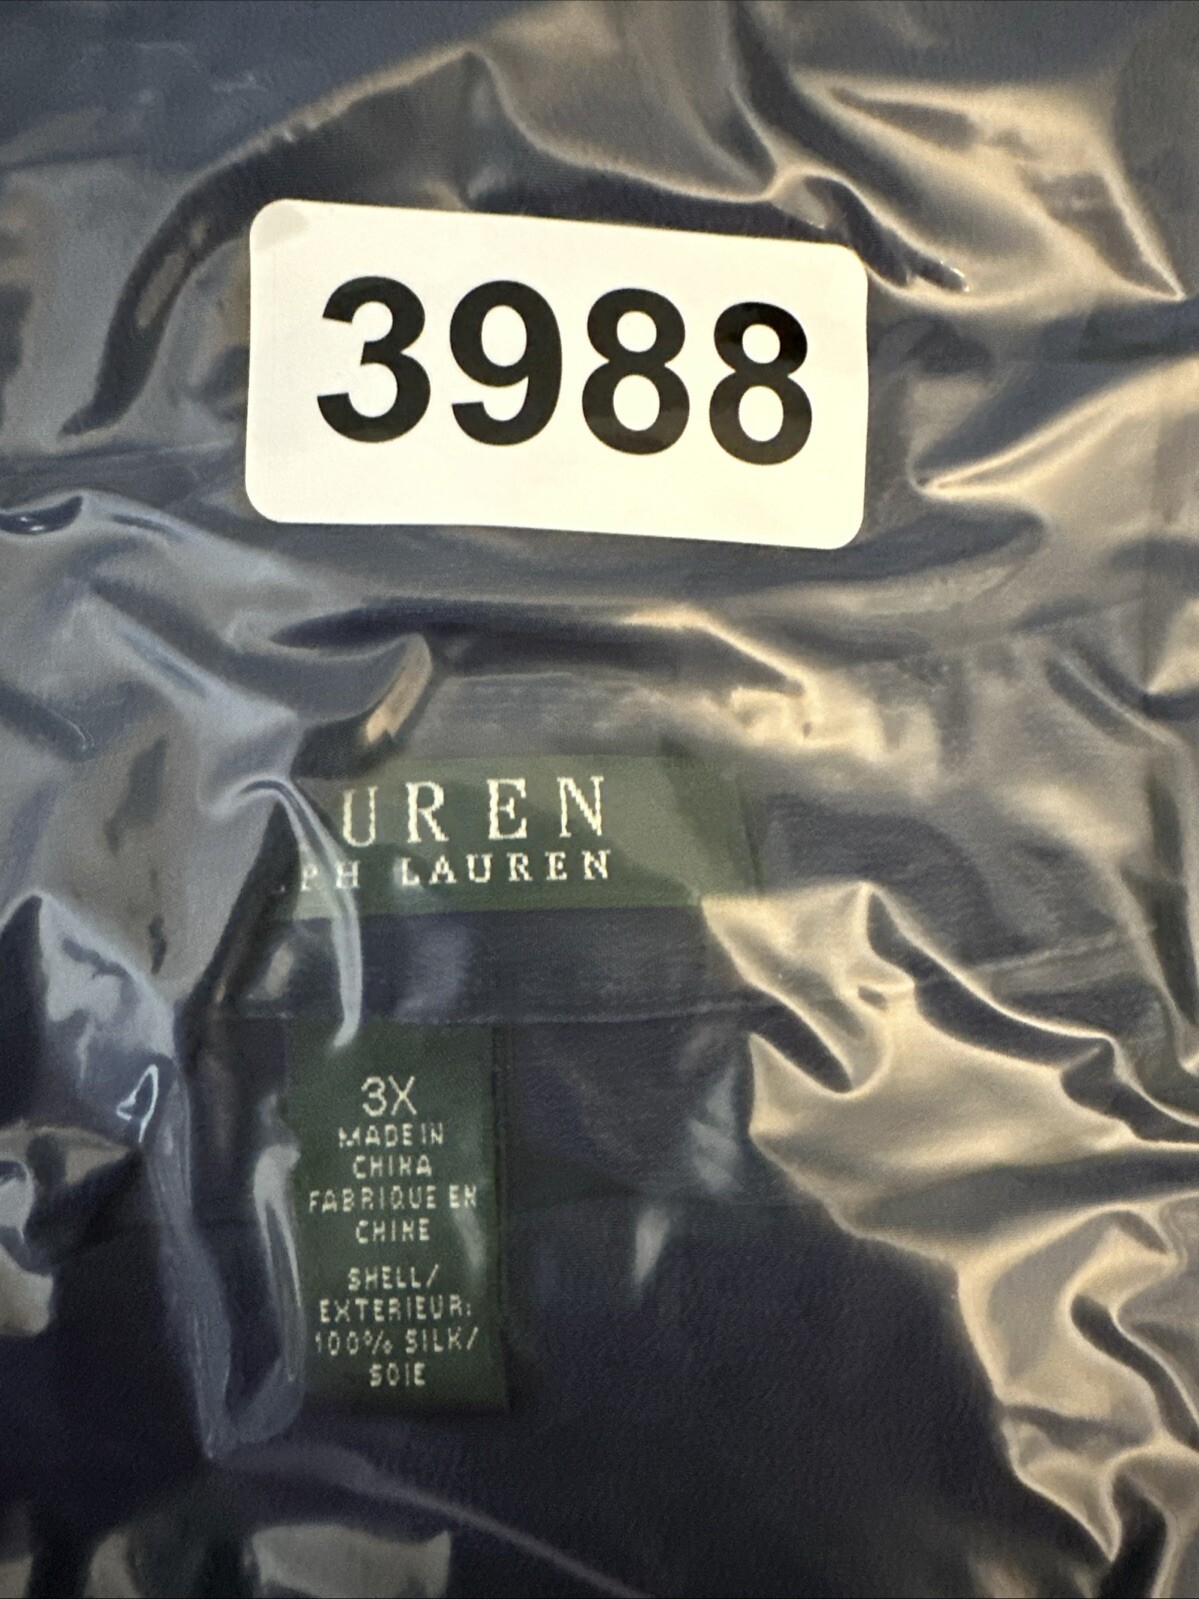 3988
UREN
PH LAUREN
3X
MADE IN
CHINA
FABRIQUE EN
CHINE
SHELL/
EXTERIEUR:
100% SILK/
SOIE